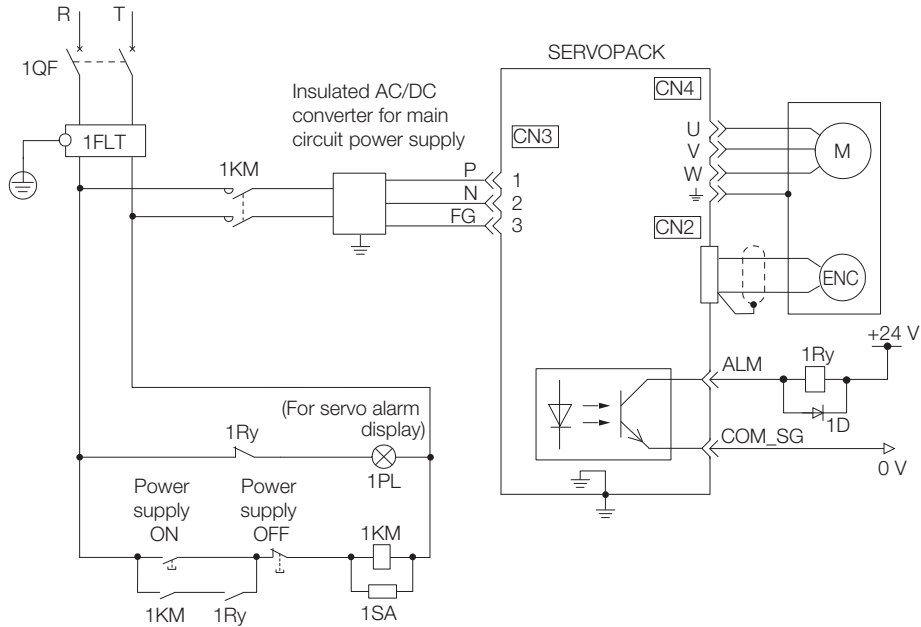 R
T
1QF
1FLT
SERVOPACK
Insulated AC/DC
converter for main
circuit power supply
1KM
CN3
P
1
N
2
FG
3
CN4
U
V
W
M
CN2
ENC
+24 V
ALM
1Ry
1D
COM_SG
0 V
(For servo alarm
display)
1Ry
1PL
Power
supply
ON
Power
supply
OFF
1KM
1KM
1Ry
1SA